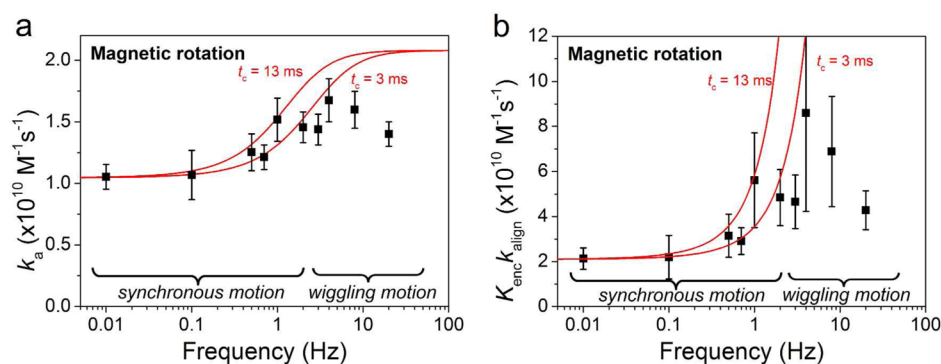 a
Magnetic rotation
t_c = 13 ms
t_c = 3 ms
2.0
1.5
1.0
0.5
0.0
k_a (x10^10 M^-1 s^-1)
synchronous motion
wiggling motion
0.01
0.1
1
10
100
Frequency (Hz)
b
Magnetic rotation
t_c = 13 ms
t_c = 3 ms
12
10
8
6
4
2
0
K_enc k_align (x10^10 M^-1 s^-1)
synchronous motion
wiggling motion
0.01
0.1
1
10
100
Frequency (Hz)